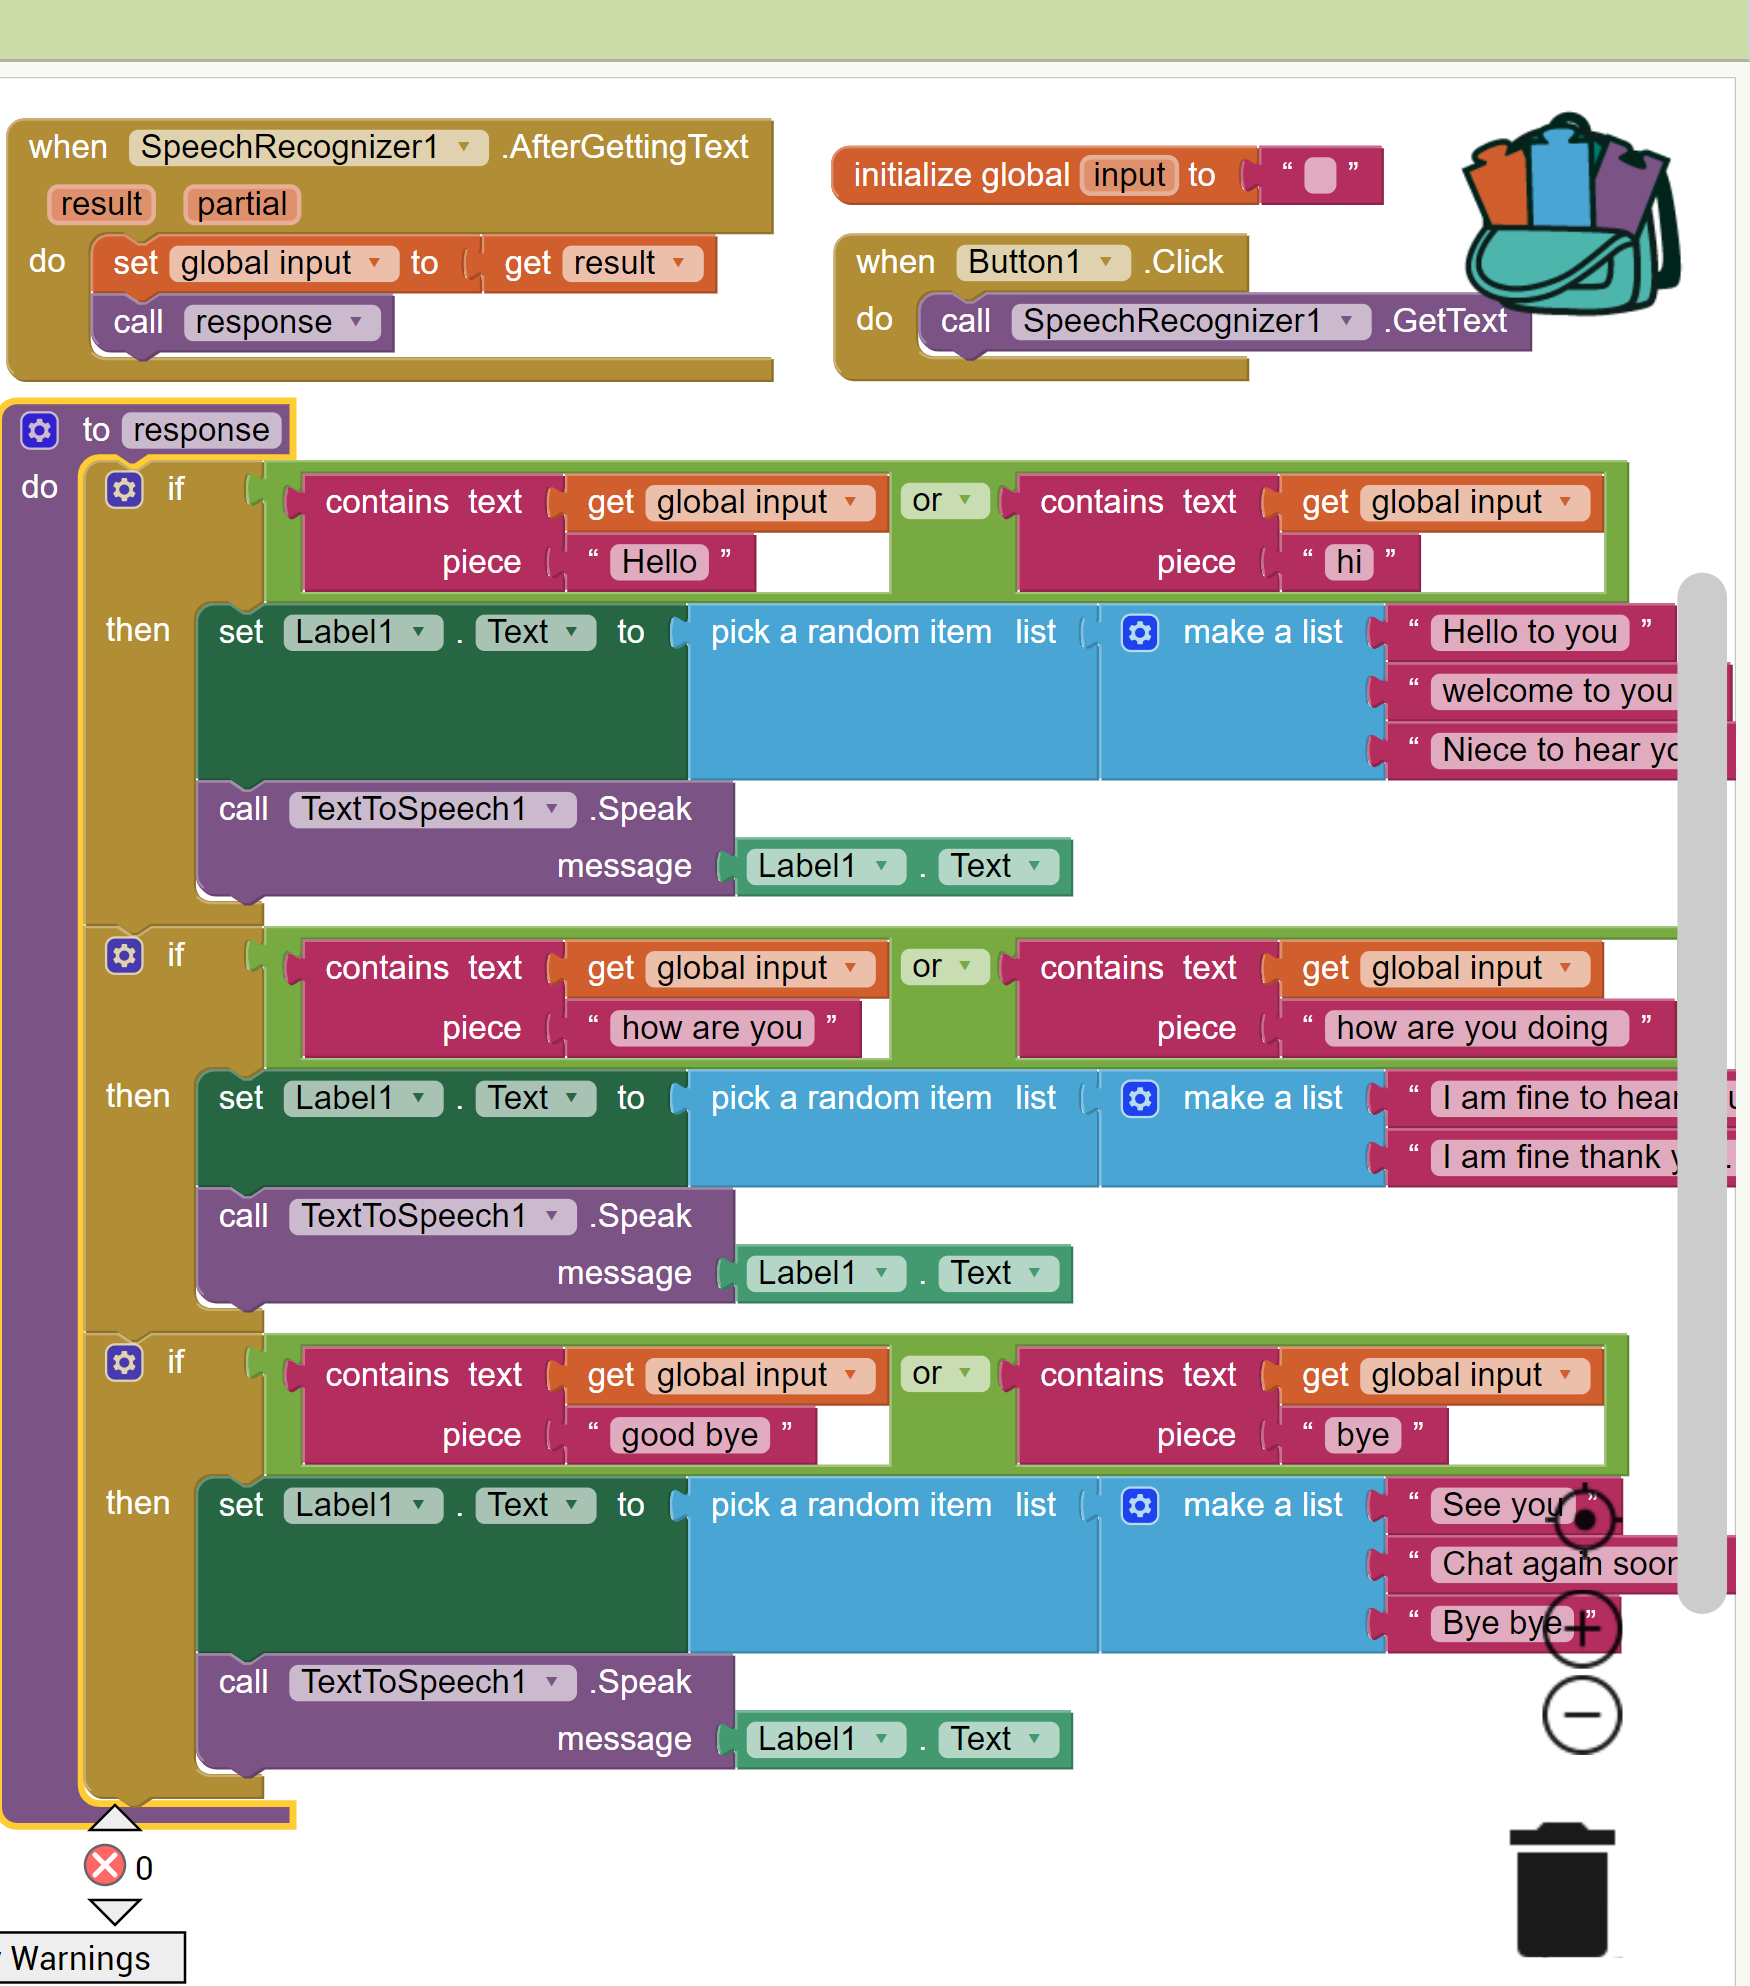 when SpeechRecognizer1 .AfterGettingText
result partial
do set global input to get result
call response
initialize global input to “ ”
when Button1 .Click
do call SpeechRecognizer1 .GetText
to response
do if contains text get global input or contains text get global input
piece “ Hello ” piece “ hi ”
then set Label1 . Text to pick a random item list make a list “ Hello to you ”
“ welcome to you
“ Niece to hear
call TextToSpeech1 .Speak
message Label1 . Text
if contains text get global input or contains text get global input
piece “ how are you ” piece “ how are you doing ”
then set Label1 . Text to pick a random item list make a list “ I am fine to hear
“ I am fine thank
call TextToSpeech1 .Speak
message Label1 . Text
if contains text get global input or contains text get global input
piece “ good bye ” piece “ bye ”
then set Label1 . Text to pick a random item list make a list “ See you ”
“ Chat again soon
“ Bye bye ”
call TextToSpeech1 .Speak
message Label1 . Text
0
Warnings